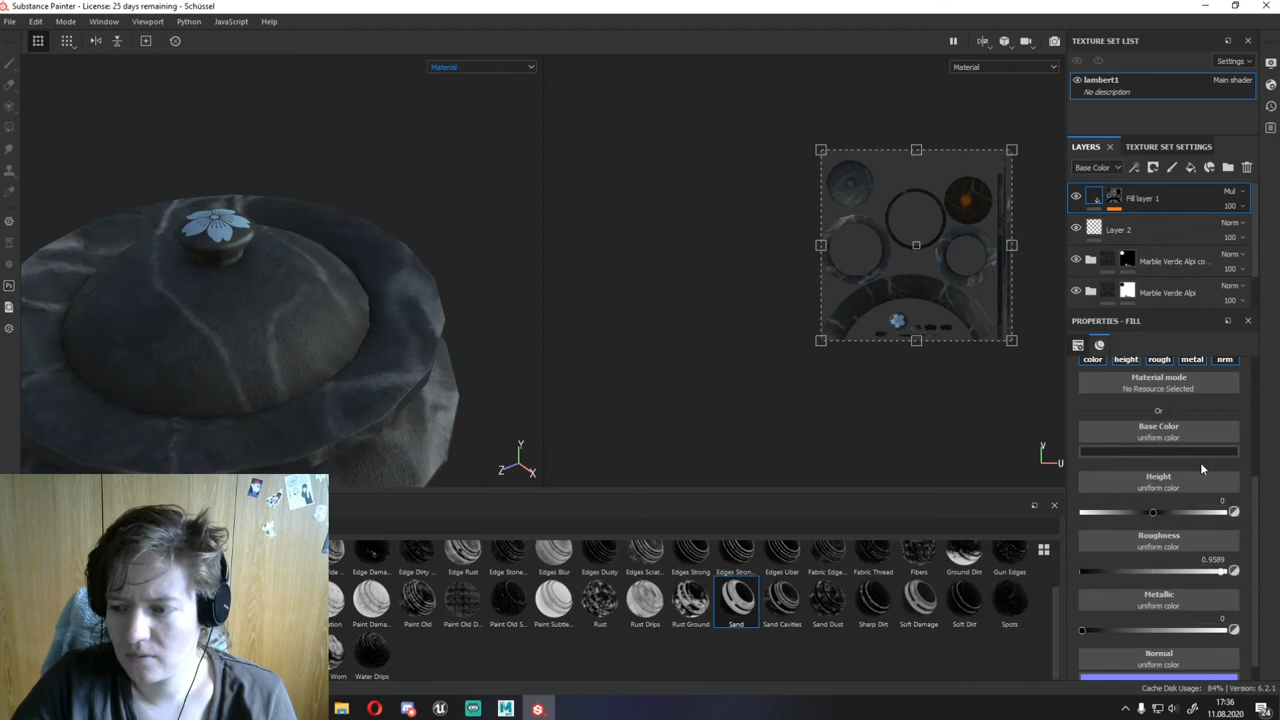 Substance Painter - License: 25 days remaining - Schüssel
File Edit Mode Window Viewport Python JavaScript Help
Material
Material
TEXTURE SET LIST
Settings
lambert1 Main shader
No description
LAYERS TEXTURE SET SETTINGS
Base Color
Fill layer 1 Mul
100
Layer 2 Norm
100
Marble Verde Alpi co... Norm
100
Marble Verde Alpi Norm
100
PROPERTIES - FILL
color height rough metal nrm
Material mode
No Resource Selected
Or
Base Color
uniform color
Height
uniform color
0
Roughness
uniform color
0.9589
Metallic
uniform color
0
Normal
uniform color
Y
Z X
V
U
Edge Dama... Edge Dirty ... Edge Rust Edge Stone... Edges Blur Edges Dusty Edges Scrat... Edges Strong Edges Stron... Edges Uber Fabric Edge... Fabric Thread Fibers Ground Dirt Gun Edges
Paint Dama... Paint Old Paint Old D... Paint Old S... Paint Subtle... Rust Rust Drips Rust Ground Sand Sand Cavities Sand Dust Sharp Dirt Soft Damage Soft Dirt Spots
Worn Water Drips
Cache Disk Usage: 84% | Version: 6.2.1
Ps
M
17:36
11.08.2020
24